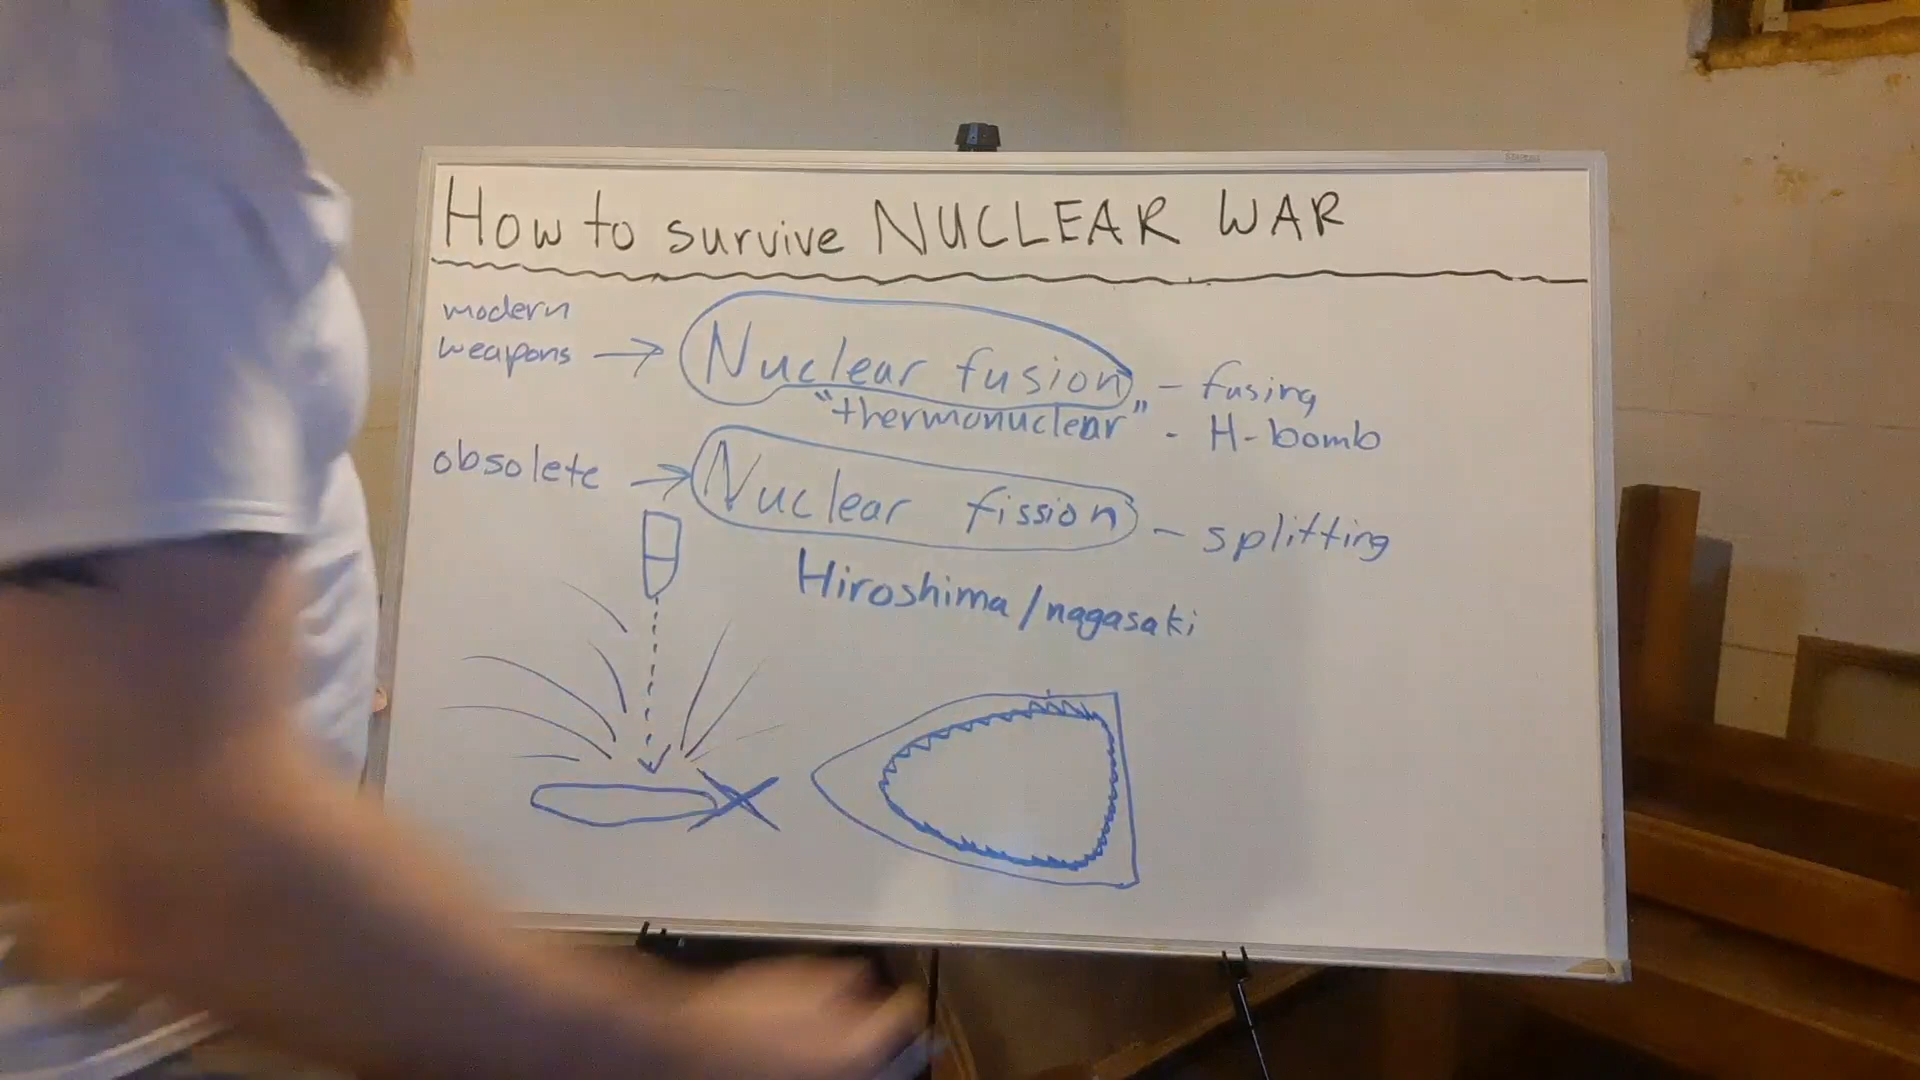 How to survive NUCLEAR WAR
modern
weapons → Nuclear fusion - fusing
"thermonuclear" - H-bomb
obsolete → Nuclear fission - splitting
Hiroshima/nagasaki